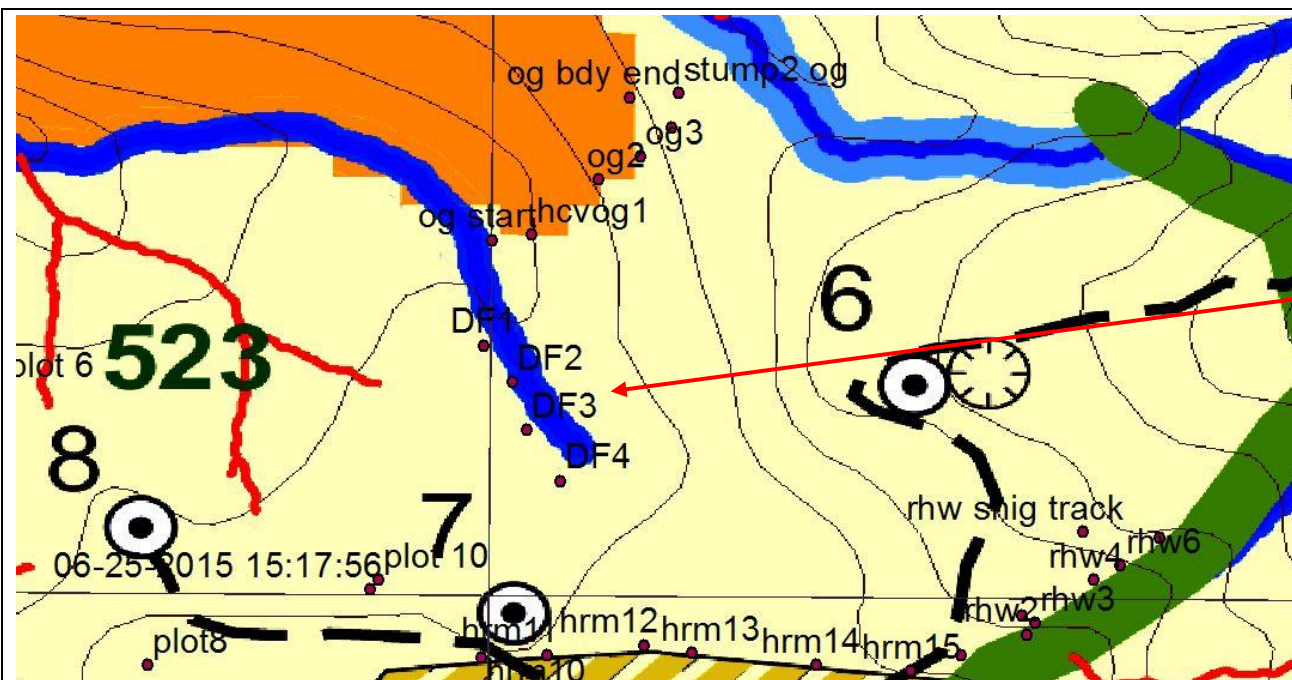 og bdy end
stump2 og
og3
og2
og start
hcvog1
6
DF1
DF2
plot 6
523
DF3
DF4
8
7
rhw snig track
rhw6
rhw4
06-25-2015 15:17:56
plot 10
rhw3
rhw2
hrm12
hrm11
hrm13
hrm14
hrm15
plot8
hrm10